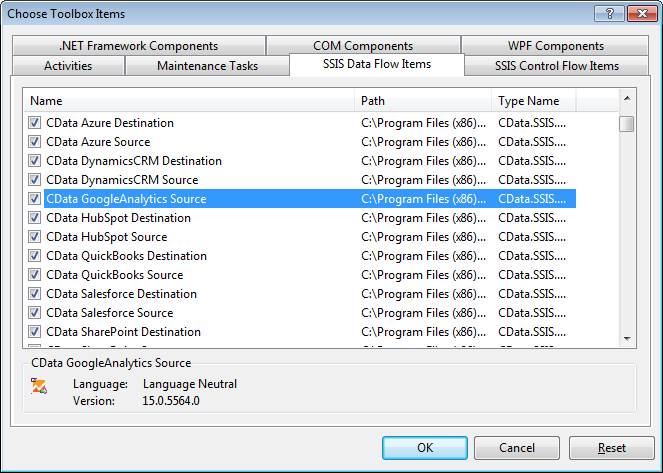 Choose Toolbox Items
.NET Framework Components COM Components WPF Components
Activities Maintenance Tasks SSIS Data Flow Items SSIS Control Flow Items
Name Path Type Name
CData Azure Destination C:\Program Files (x86)... CData.SSIS....
CData Azure Source C:\Program Files (x86)... CData.SSIS....
CData DynamicsCRM Destination C:\Program Files (x86)... CData.SSIS....
CData DynamicsCRM Source C:\Program Files (x86)... CData.SSIS....
CData GoogleAnalytics Source C:\Program Files (x86)... CData.SSIS....
CData HubSpot Destination C:\Program Files (x86)... CData.SSIS....
CData HubSpot Source C:\Program Files (x86)... CData.SSIS....
CData QuickBooks Destination C:\Program Files (x86)... CData.SSIS....
CData QuickBooks Source C:\Program Files (x86)... CData.SSIS....
CData Salesforce Destination C:\Program Files (x86)... CData.SSIS....
CData Salesforce Source C:\Program Files (x86)... CData.SSIS....
CData SharePoint Destination C:\Program Files (x86)... CData.SSIS....
CData GoogleAnalytics Source
Language: Language Neutral
Version: 15.0.5564.0
OK Cancel Reset